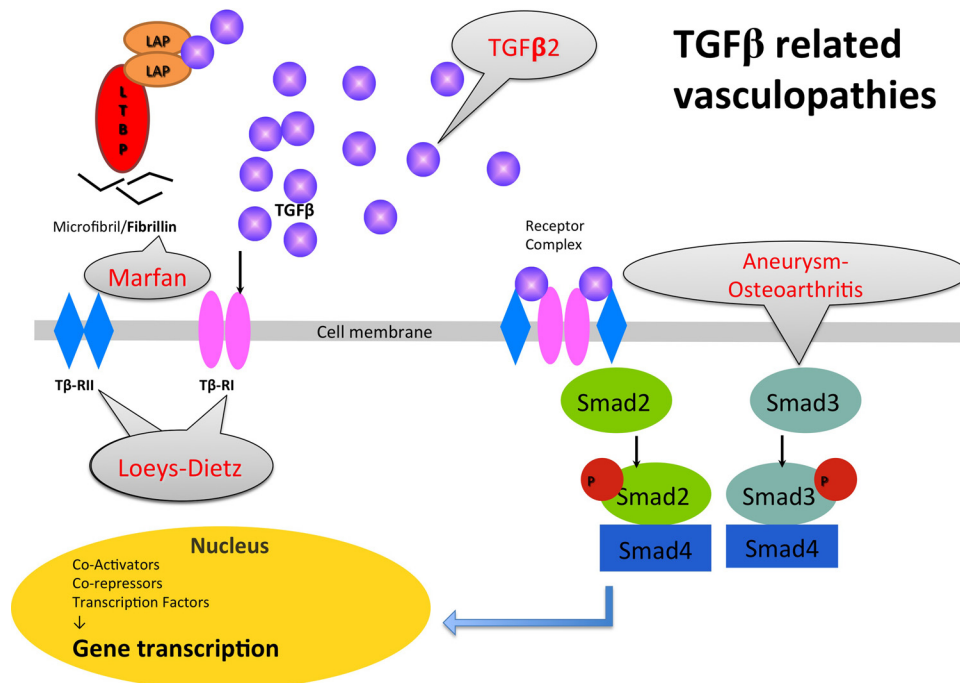 TGFβ related
vasculopathies
LAP
LAP
L
T
B
P
TGFβ2
TGFβ
Microfibril/Fibrillin
Marfan
Receptor
Complex
Aneurysm-
Osteoarthritis
Cell membrane
Tβ-RII
Tβ-RI
Loeys-Dietz
Smad2
Smad3
P
Smad2
Smad3
P
Smad4
Smad4
Nucleus
Co-Activators
Co-repressors
Transcription Factors
↓
Gene transcription